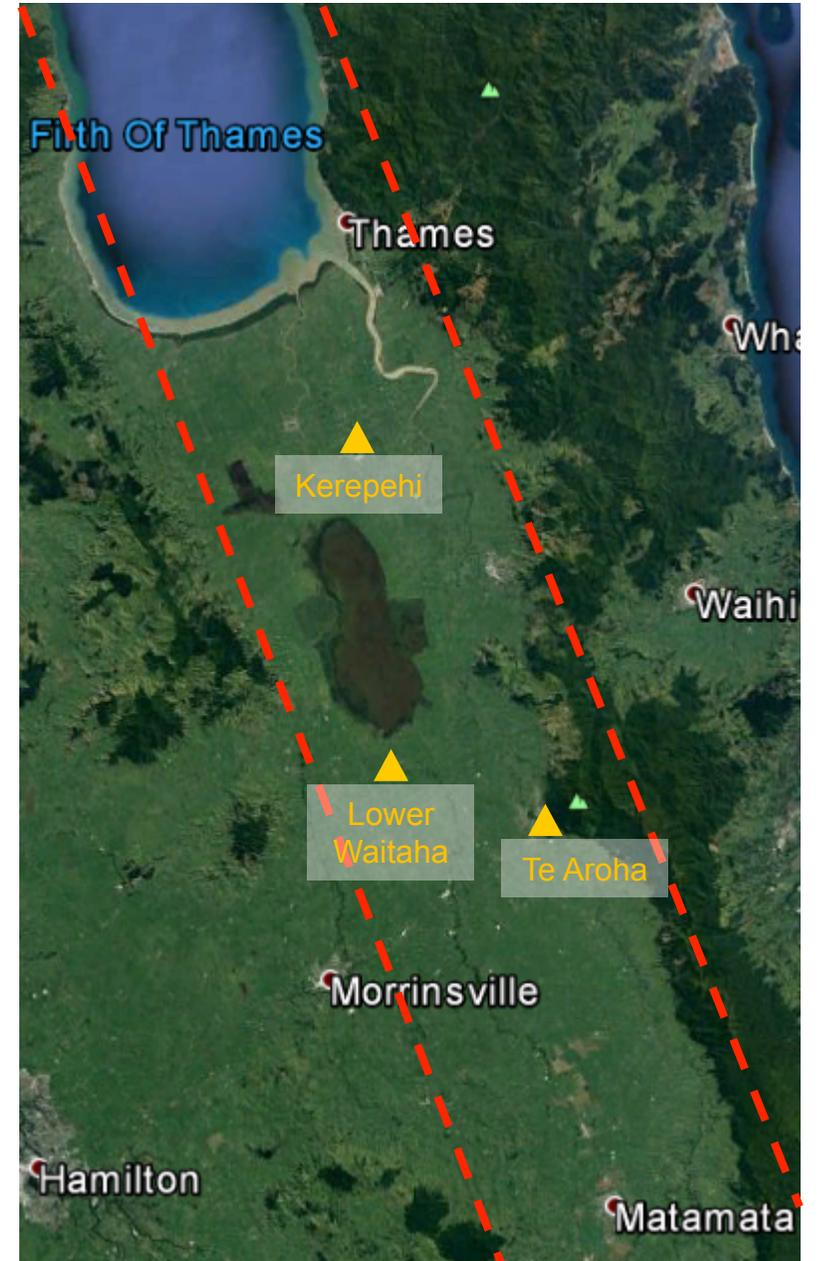 Firth Of Thames
Thames
Wha
Kerepehi
Waihi
Lower
Waitaha
Te Aroha
Morrinsville
Hamilton
Matamata